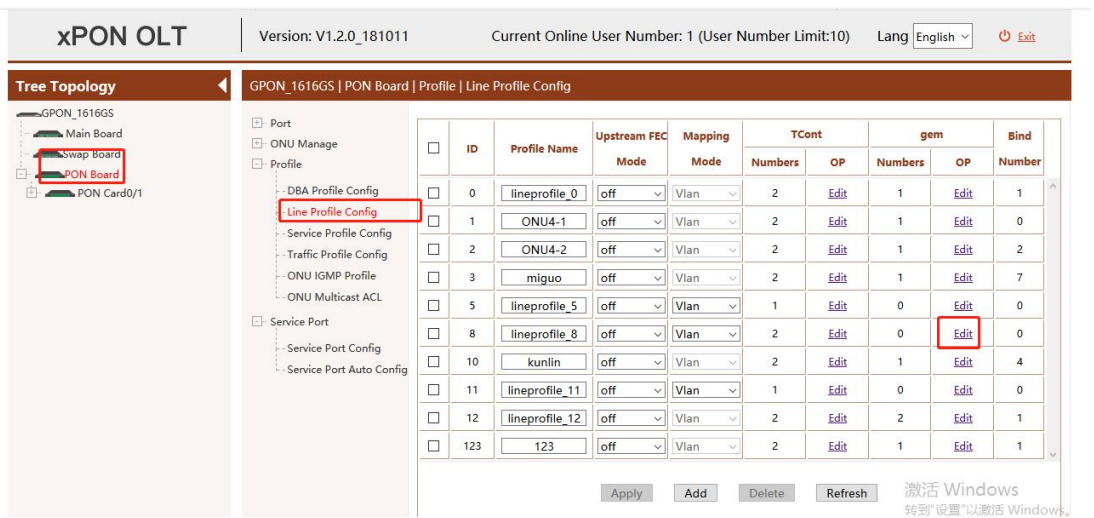 xPON OLT
Version: V1.2.0_181011
Current Online User Number: 1 (User Number Limit:10)
Lang English
Exit
Tree Topology
GPON_1616GS
Main Board
Swap Board
PON Board
PON Card0/1
GPON_1616GS | PON Board | Profile | Line Profile Config
Port
ONU Manage
Profile
DBA Profile Config
Line Profile Config
Service Profile Config
Traffic Profile Config
ONU IGMP Profile
ONU Multicast ACL
Service Port
Service Port Config
Service Port Auto Config
ID Profile Name Upstream FEC Mode Mapping Mode TCont gem Bind Number
Numbers OP Numbers OP
0 lineprofile_0 off Vlan 2 Edit 1 Edit 1
1 ONU4-1 off Vlan 2 Edit 1 Edit 0
2 ONU4-2 off Vlan 2 Edit 1 Edit 2
3 miguo off Vlan 2 Edit 1 Edit 7
5 lineprofile_5 off Vlan 1 Edit 0 Edit 0
8 lineprofile_8 off Vlan 2 Edit 0 Edit 0
10 kunlin off Vlan 2 Edit 1 Edit 4
11 lineprofile_11 off Vlan 1 Edit 0 Edit 0
12 lineprofile_12 off Vlan 2 Edit 2 Edit 1
123 123 off Vlan 2 Edit 1 Edit 1
Apply Add Delete Refresh
激活 Windows
转到"设置"以激活 Windows。